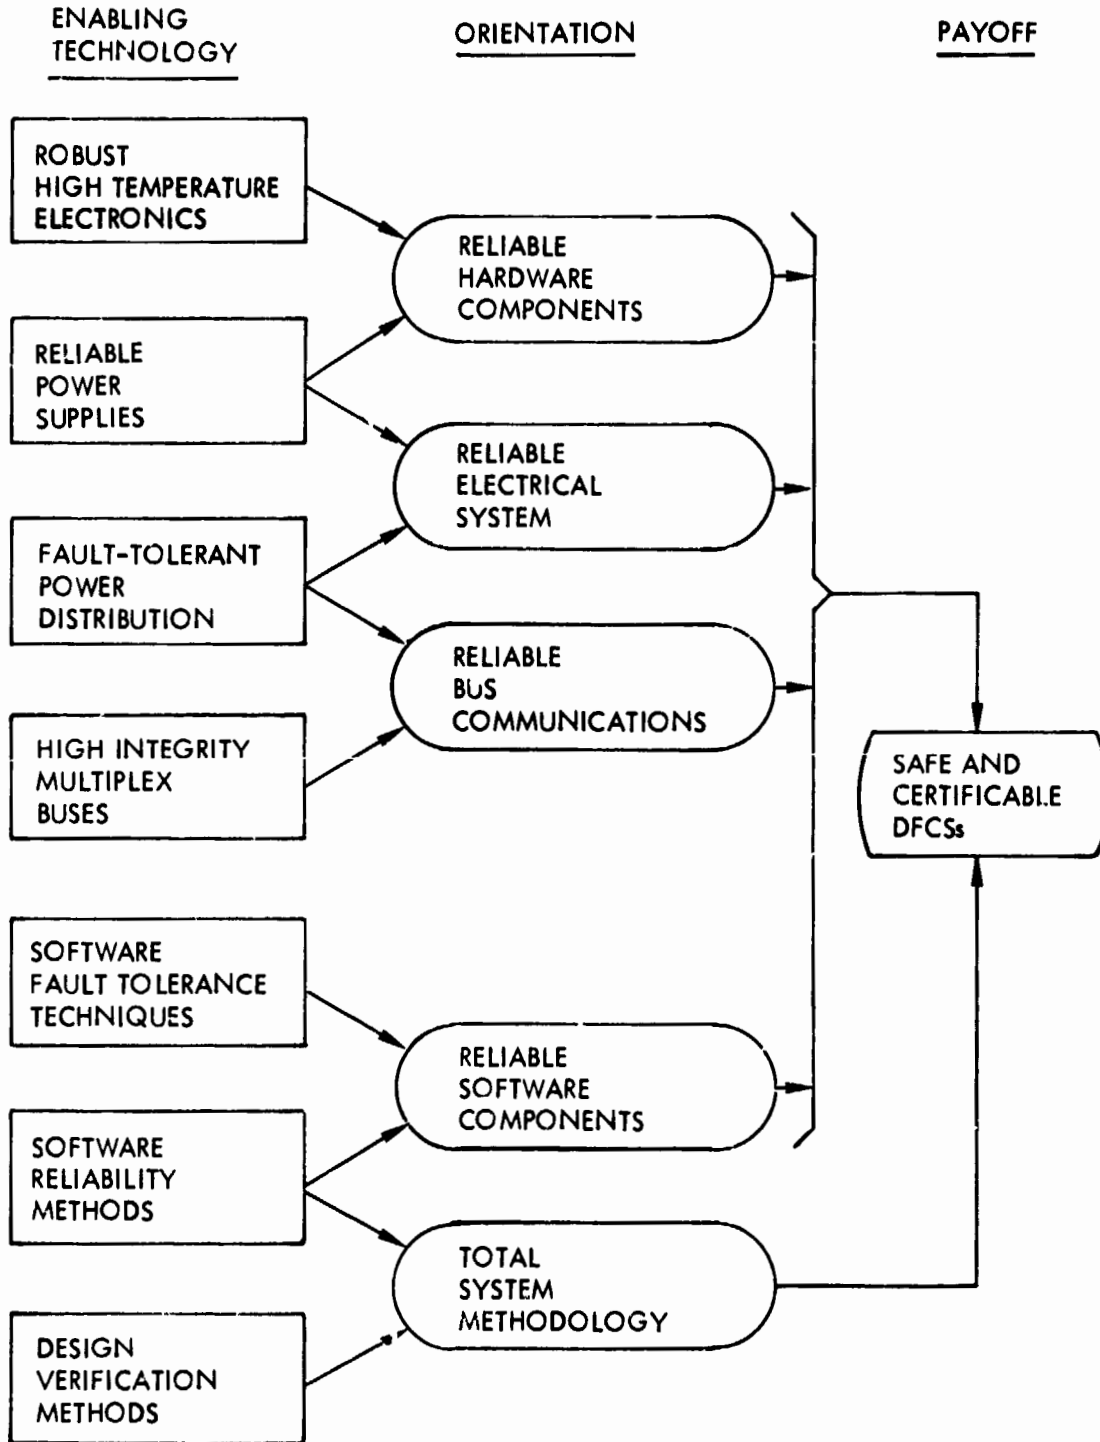 ENABLING
TECHNOLOGY
ORIENTATION
PAYOFF
ROBUST
HIGH TEMPERATURE
ELECTRONICS
RELIABLE
POWER
SUPPLIES
FAULT-TOLERANT
POWER
DISTRIBUTION
HIGH INTEGRITY
MULTIPLEX
BUSES
SOFTWARE
FAULT TOLERANCE
TECHNIQUES
SOFTWARE
RELIABILITY
METHODS
DESIGN
VERIFICATION
METHODS
RELIABLE
HARDWARE
COMPONENTS
RELIABLE
ELECTRICAL
SYSTEM
RELIABLE
BUS
COMMUNICATIONS
RELIABLE
SOFTWARE
COMPONENTS
TOTAL
SYSTEM
METHODOLOGY
SAFE AND
CERTIFICABLE
DFCSs